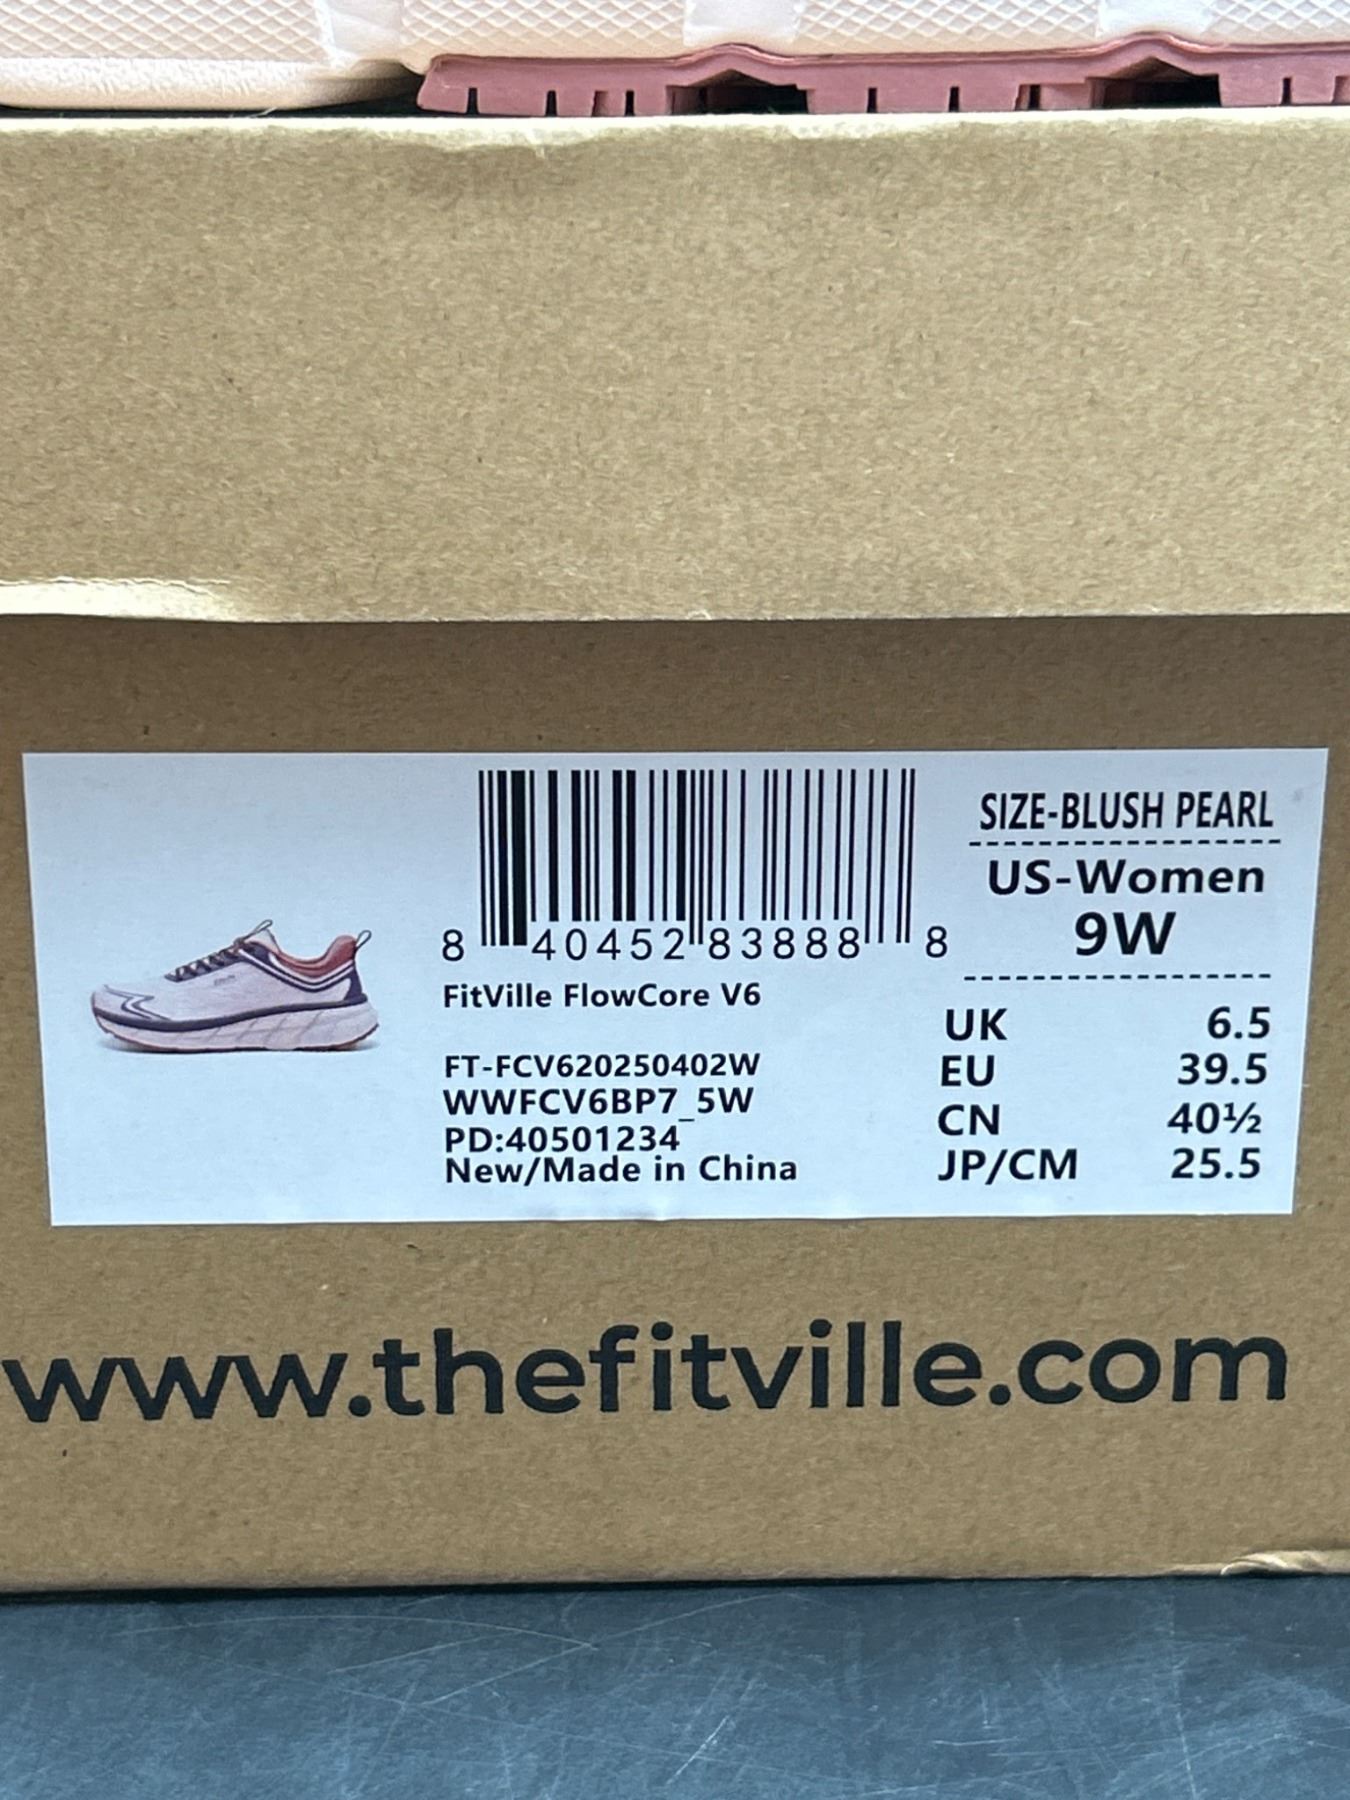 SIZE-BLUSH PEARL
US-Women
9W
8 40452 83888 8
FitVille FlowCore V6
FT-FCV620250402W
WWFCV6BP7_5W
PD:40501234
New/Made in China
UK 6.5
EU 39.5
CN 40½
JP/CM 25.5
www.thefitville.com